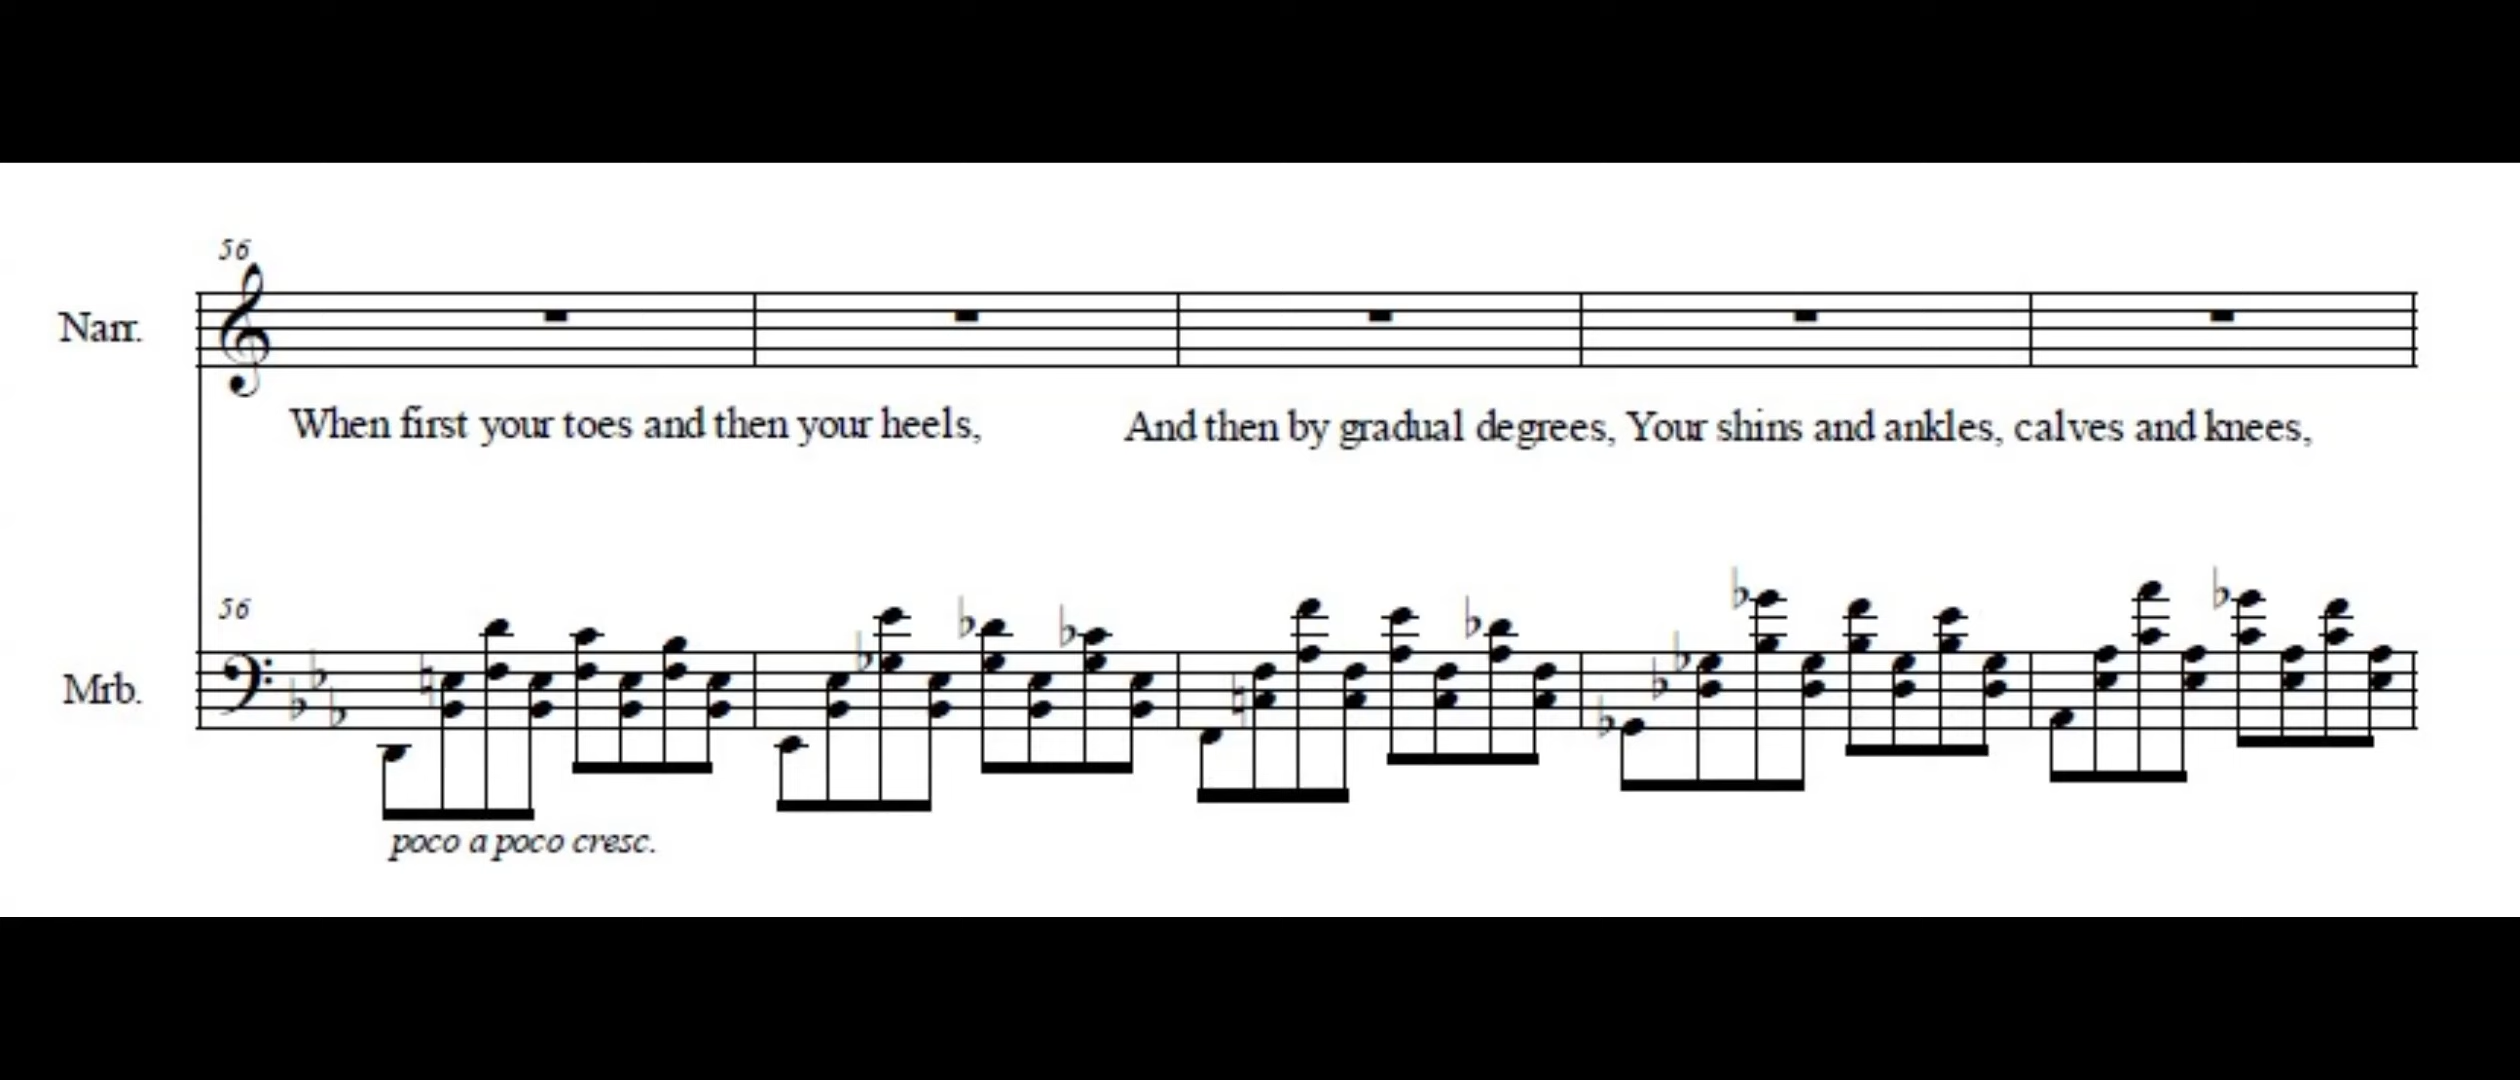 56
Narr.
When first your toes and then your heels, And then by gradual degrees, Your shins and ankles, calves and knees,
56
Mrb.
poco a poco cresc.